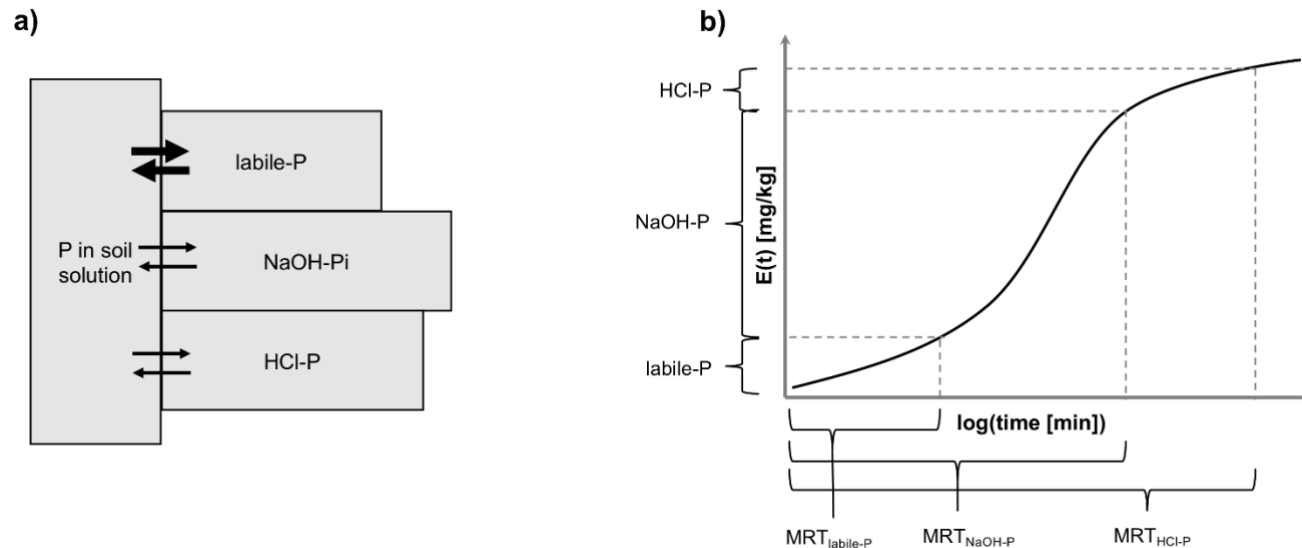 a)
labile-P
P in soil
solution
NaOH-Pi
HCl-P
b)
HCl-P
NaOH-P
labile-P
E(t) [mg/kg]
log(time [min])
MRTlabile-P
MRTNaOH-P
MRTHCl-P